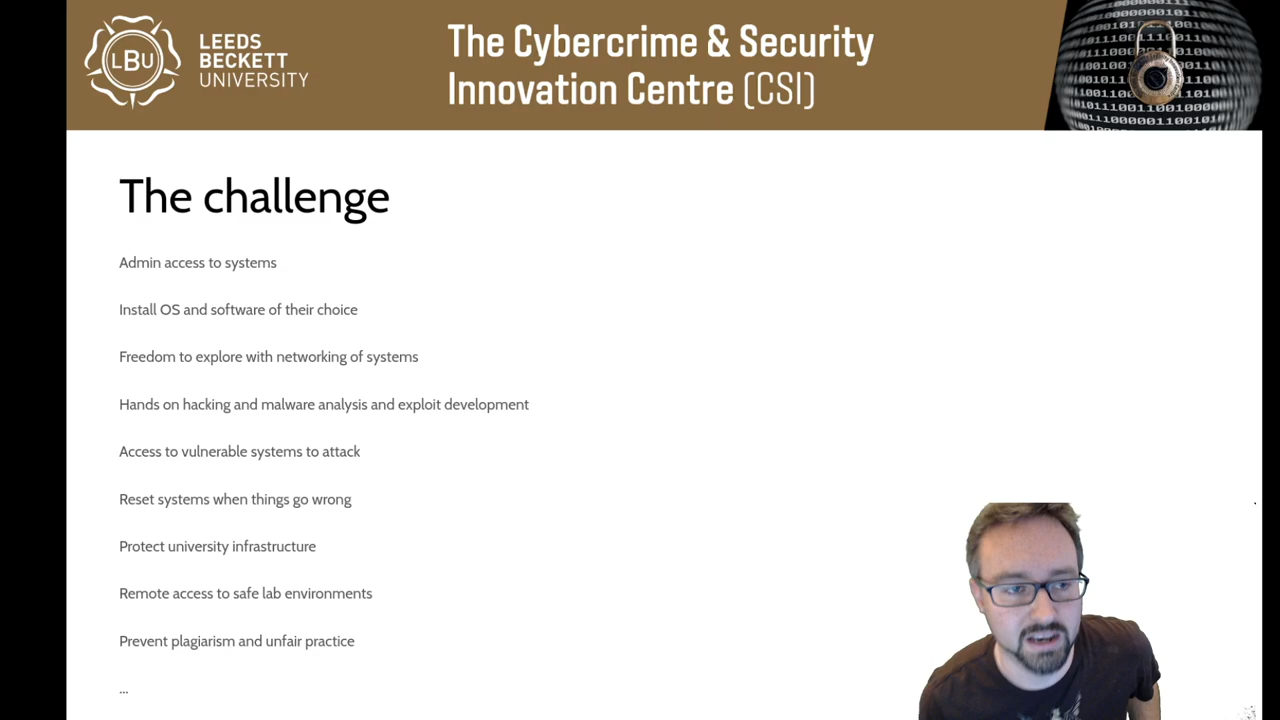 LBU
LEEDS
BECKETT
UNIVERSITY
The Cybercrime & Security
Innovation Centre (CSI)
The challenge
Admin access to systems
Install OS and software of their choice
Freedom to explore with networking of systems
Hands on hacking and malware analysis and exploit development
Access to vulnerable systems to attack
Reset systems when things go wrong
Protect university infrastructure
Remote access to safe lab environments
Prevent plagiarism and unfair practice
...